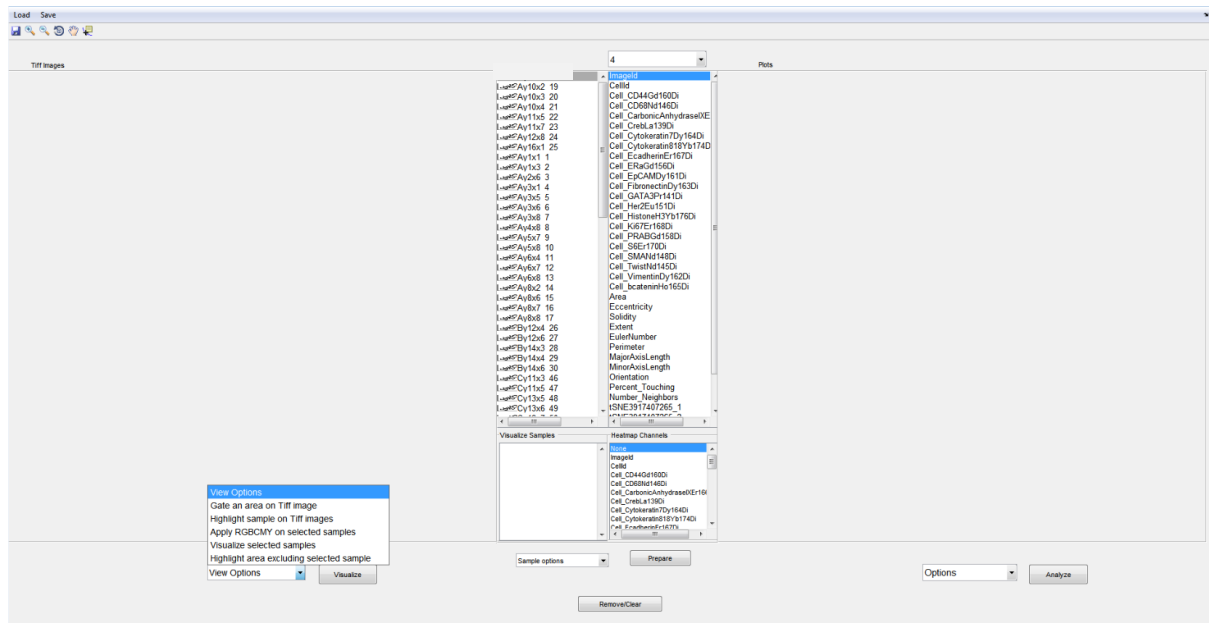 Load Save
Tiff Images
4
Plots
Ay10x2 19
Ay10x3 20
Ay10x4 21
Ay11x5 22
Ay11x7 23
Ay12x8 24
Ay16x1 25
Ay1x1 1
Ay1x3 2
Ay2x6 3
Ay3x1 4
Ay3x5 5
Ay3x6 6
Ay3x8 7
Ay4x8 8
Ay5x7 9
Ay5x8 10
Ay6x4 11
Ay6x7 12
Ay6x8 13
Ay8x2 14
Ay8x6 15
Ay8x7 16
Ay8x8 17
By12x4 26
By12x6 27
By14x3 28
By14x4 29
By14x6 30
Cy11x3 46
Cy11x5 47
Cy13x5 48
Cy13x6 49
ImageId
CellId
Cell_CD44Gd160Di
Cell_CD68Nd146Di
Cell_CarbonicAnhydraseIXE
Cell_CrebLa139Di
Cell_Cytokeratin7Dy164Di
Cell_Cytokeratin818Yb174D
Cell_EcadherinEr167Di
Cell_ERaGd156Di
Cell_EpCAMDy161Di
Cell_FibronectinDy163Di
Cell_GATA3Pr141Di
Cell_Her2Eu151Di
Cell_HistoneH3Yb176Di
Cell_Ki67Er168Di
Cell_PRABGd158Di
Cell_S6Er170Di
Cell_SMANd148Di
Cell_TwistNd145Di
Cell_VimentinDy162Di
Cell_bcateninHo165Di
Area
Eccentricity
Solidity
Extent
EulerNumber
Perimeter
MajorAxisLength
MinorAxisLength
Orientation
Percent_Touching
Number_Neighbors
tSNE3917407265_1
Visualize Samples
Heatmap Channels
None
ImageId
CellId
Cell_CD44Gd160Di
Cell_CD68Nd146Di
Cell_CarbonicAnhydraseIXEr16
Cell_CrebLa139Di
Cell_Cytokeratin7Dy164Di
Cell_Cytokeratin818Yb174Di
Cell_EcadherinEr167Di
View Options
Gate an area on Tiff image
Highlight sample on Tiff images
Apply RGBCMY on selected samples
Visualize selected samples
Highlight area excluding selected sample
View Options
Visualize
Sample options
Prepare
Options
Analyze
Remove/Clear